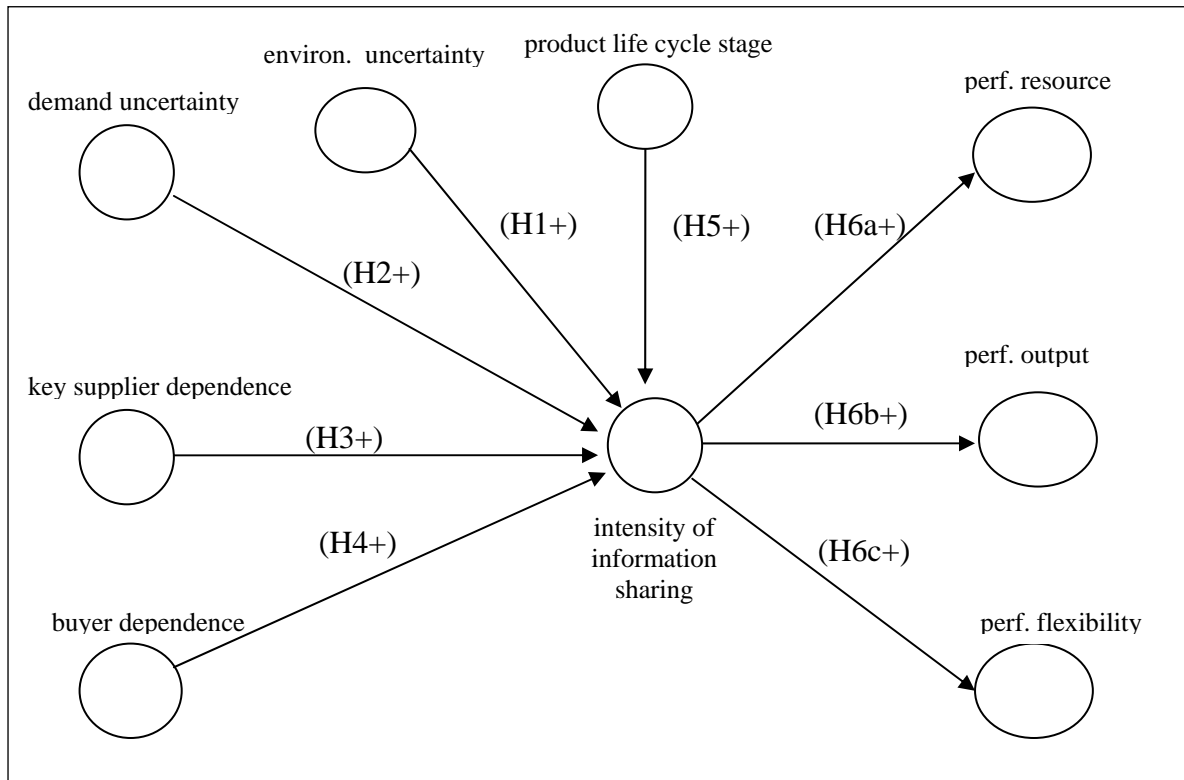 product life cycle stage
environ. uncertainty
perf. resource
demand uncertainty
(H1+)
(H5+)
(H6a+)
(H2+)
perf. output
key supplier dependence
(H3+)
(H6b+)
intensity of
information
sharing
(H4+)
(H6c+)
buyer dependence
perf. flexibility